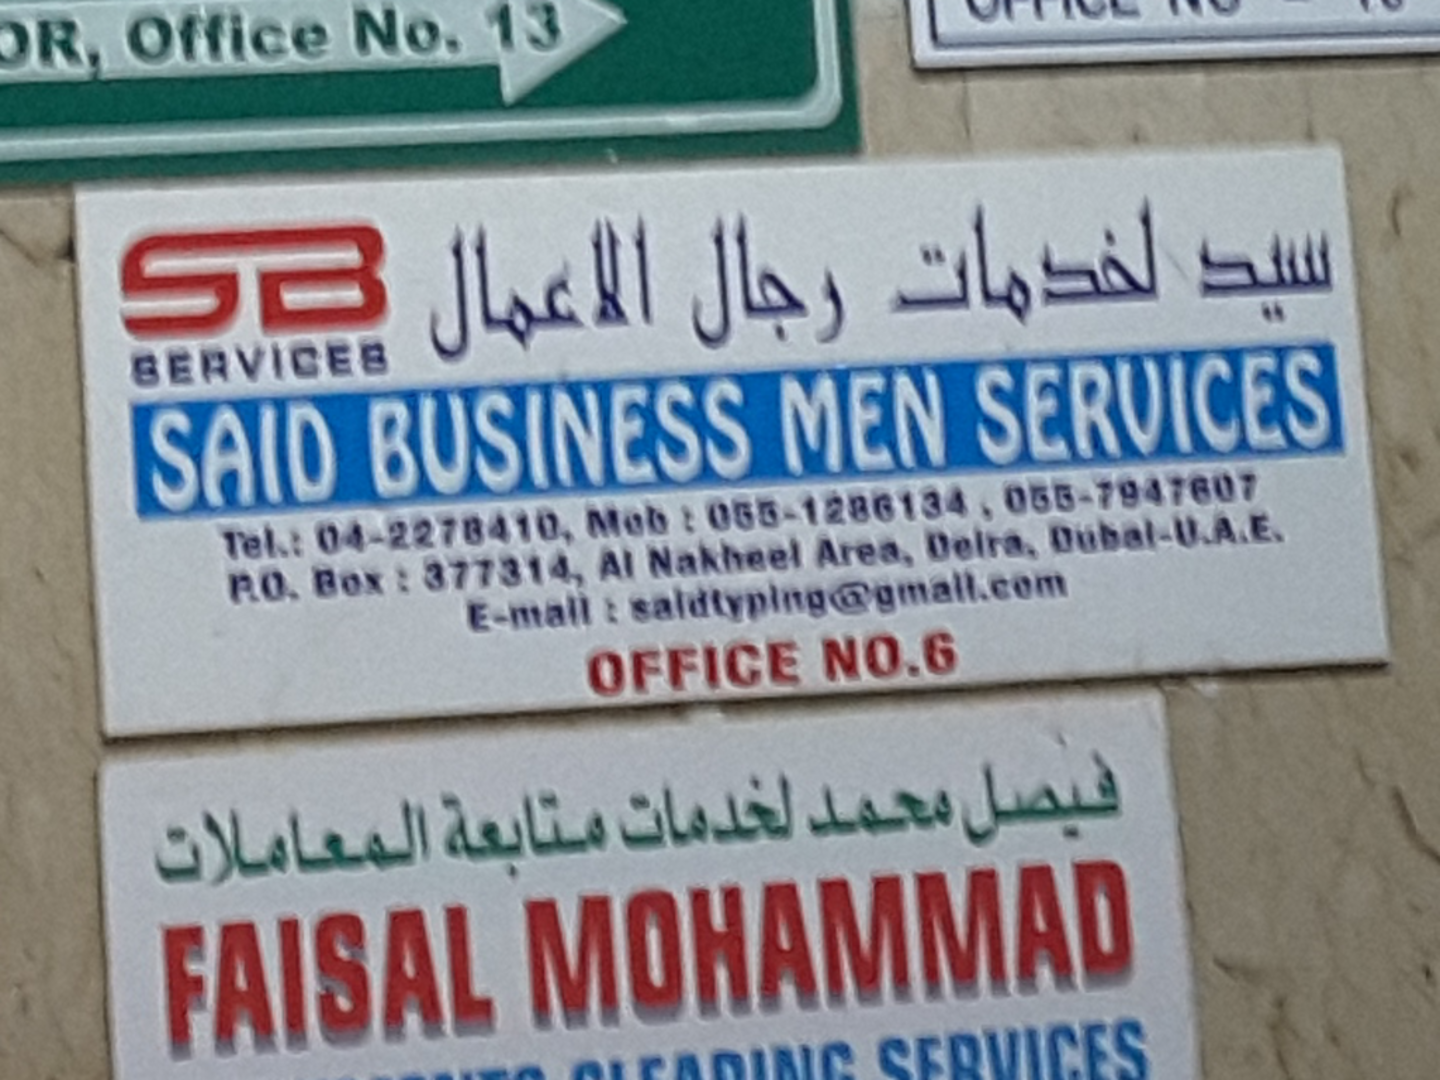 OR, Office No. 13
SB
SERVICES
سيد لخدمات رجال الاعمال
SAID BUSINESS MEN SERVICES
Tel.: 04-2278410, Mob : 055-1286134 , 055-7947607
P.O. Box : 377314, Al Nakheel Area, Deira, Dubai-U.A.E.
E-mail : saidtyping@gmail.com
OFFICE NO.6
فيصل محمد لخدمات متابعة المعاملات
FAISAL MOHAMMAD
CLEARING SERVICES